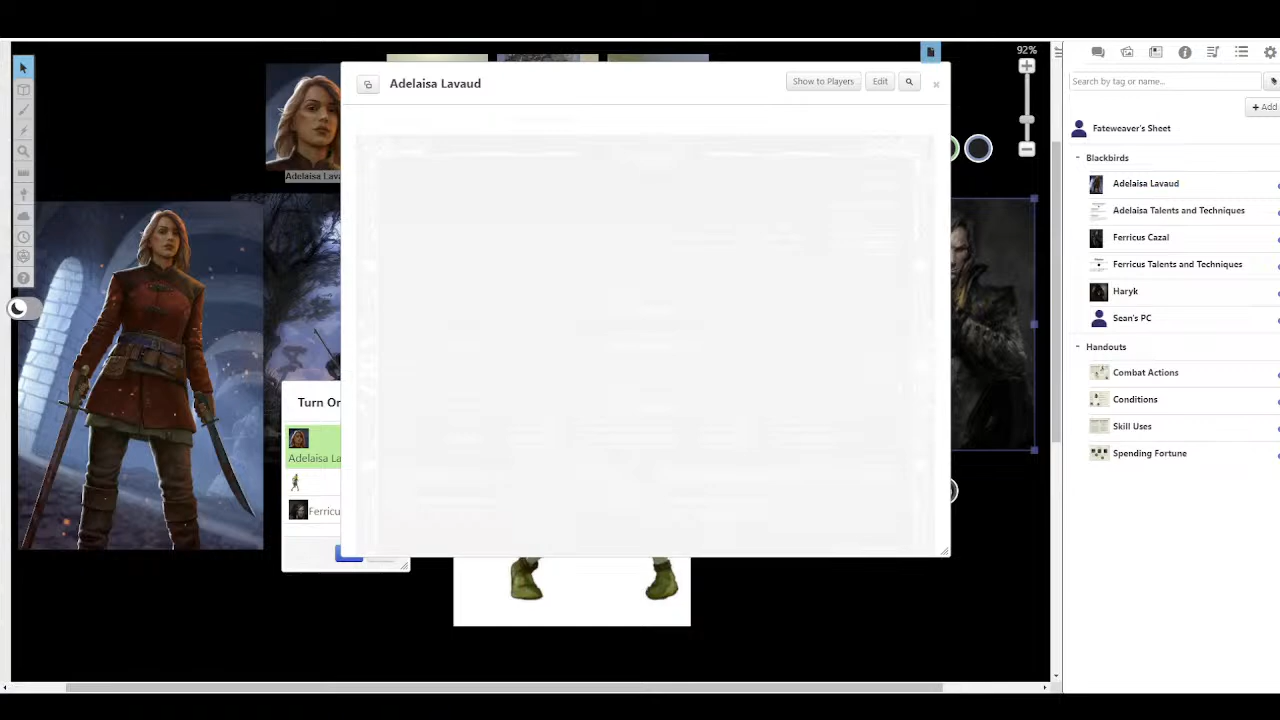 92%
Adelaisa Lavaud
Show to Players
Edit
Search by tag or name...
Add
Fateweaver's Sheet
Blackbirds
Adelaisa Lavaud
Adelaisa Talents and Techniques
Ferricus Cazal
Ferricus Talents and Techniques
Haryk
Sean's PC
Handouts
Combat Actions
Conditions
Skill Uses
Spending Fortune
Adelaisa Lava
Turn Or
Adelaisa La
Ferricu